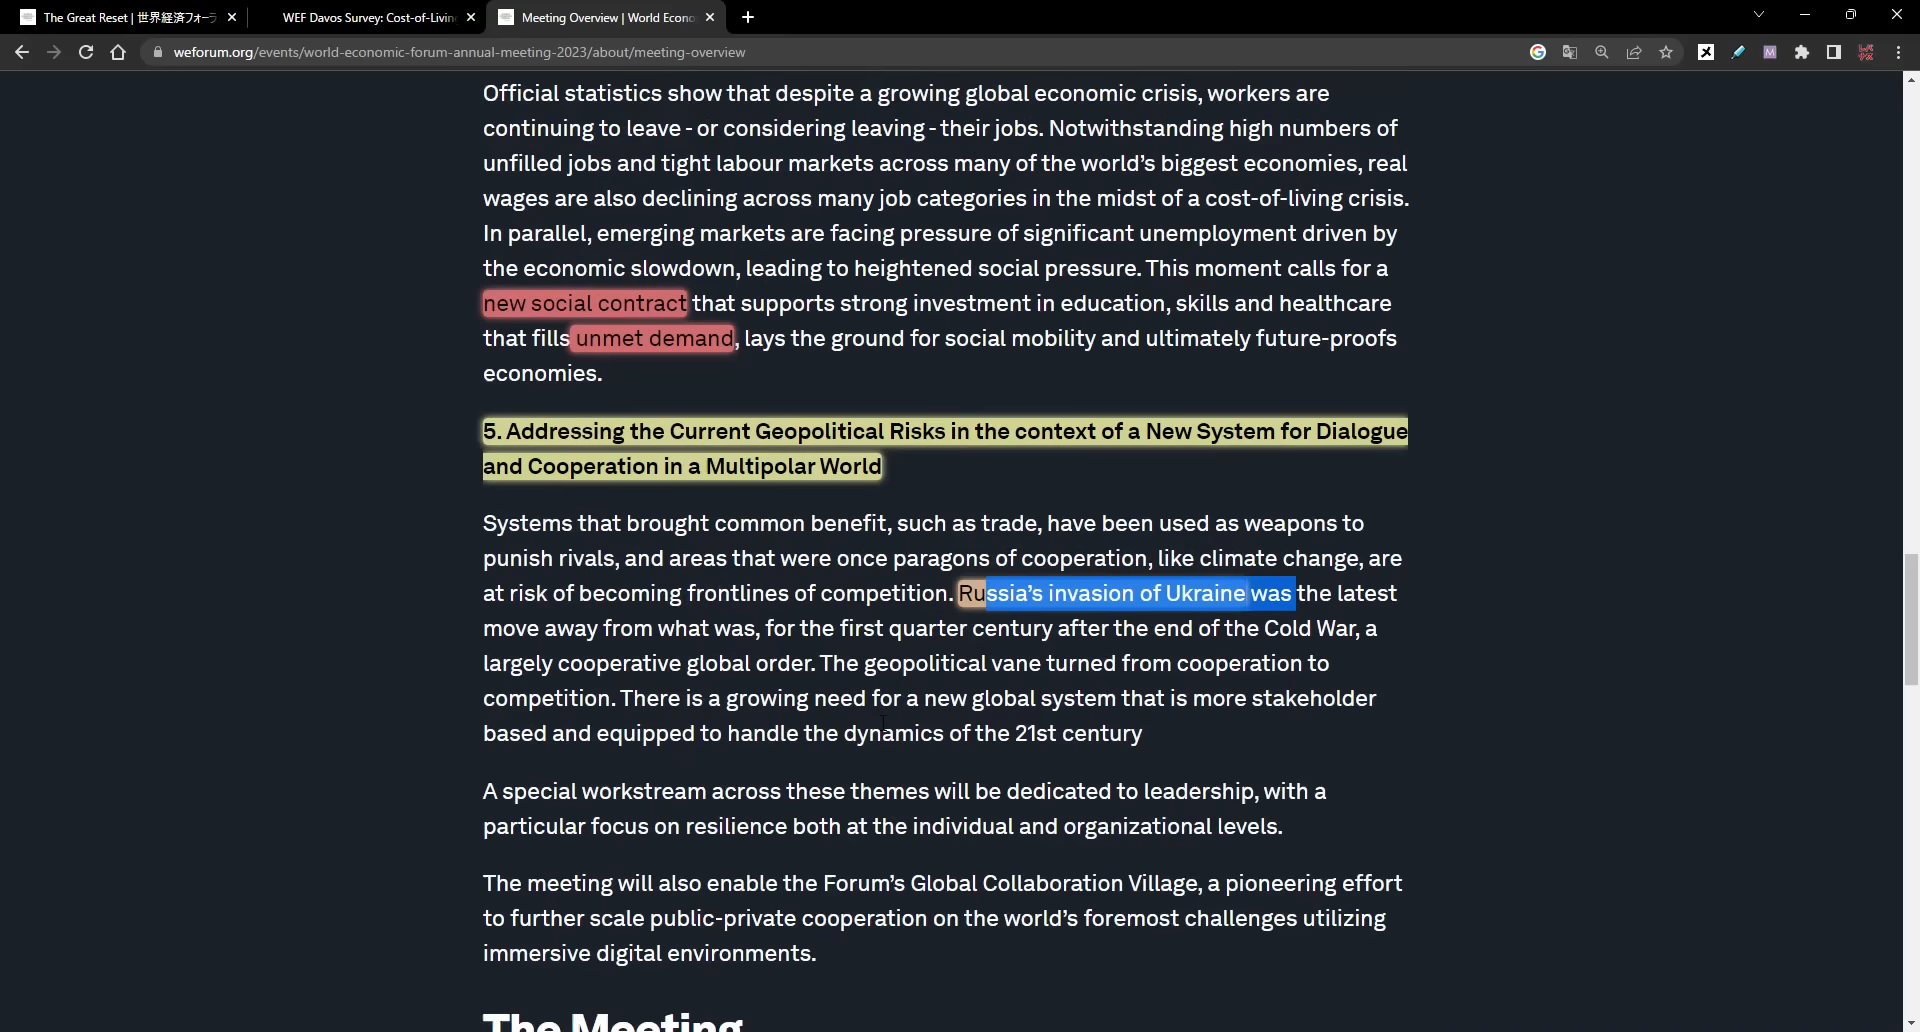 The Great Reset | 世界経済フォーラ
WEF Davos Survey: Cost-of-Livin
Meeting Overview | World Econo
weforum.org/events/world-economic-forum-annual-meeting-2023/about/meeting-overview
Official statistics show that despite a growing global economic crisis, workers are
continuing to leave - or considering leaving - their jobs. Notwithstanding high numbers of
unfilled jobs and tight labour markets across many of the world’s biggest economies, real
wages are also declining across many job categories in the midst of a cost-of-living crisis.
In parallel, emerging markets are facing pressure of significant unemployment driven by
the economic slowdown, leading to heightened social pressure. This moment calls for a
new social contract that supports strong investment in education, skills and healthcare
that fills unmet demand, lays the ground for social mobility and ultimately future-proofs
economies.
5. Addressing the Current Geopolitical Risks in the context of a New System for Dialogue
and Cooperation in a Multipolar World
Systems that brought common benefit, such as trade, have been used as weapons to
punish rivals, and areas that were once paragons of cooperation, like climate change, are
at risk of becoming frontlines of competition. Russia’s invasion of Ukraine was the latest
move away from what was, for the first quarter century after the end of the Cold War, a
largely cooperative global order. The geopolitical vane turned from cooperation to
competition. There is a growing need for a new global system that is more stakeholder
based and equipped to handle the dynamics of the 21st century
A special workstream across these themes will be dedicated to leadership, with a
particular focus on resilience both at the individual and organizational levels.
The meeting will also enable the Forum’s Global Collaboration Village, a pioneering effort
to further scale public-private cooperation on the world’s foremost challenges utilizing
immersive digital environments.
The Meeting